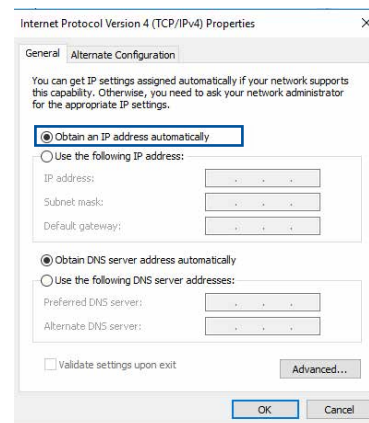 Internet Protocol Version 4 (TCP/IPv4) Properties
General Alternate Configuration
You can get IP settings assigned automatically if your network supports
this capability. Otherwise, you need to ask your network administrator
for the appropriate IP settings.
Obtain an IP address automatically
Use the following IP address:
IP address:
Subnet mask:
Default gateway:
Obtain DNS server address automatically
Use the following DNS server addresses:
Preferred DNS server:
Alternate DNS server:
Validate settings upon exit
Advanced...
OK Cancel